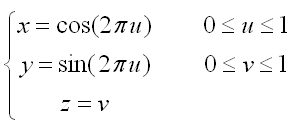 x = cos(2πu) 0 ≤ u ≤ 1
y = sin(2πu) 0 ≤ v ≤ 1
z = v